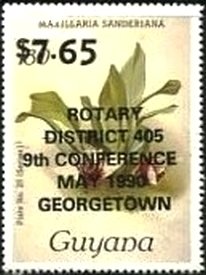 MAXILLARIA SANDERIANA
$7.65
ROTARY
DISTRICT 405
9th CONFERENCE
MAY 1990
GEORGETOWN
Guyana